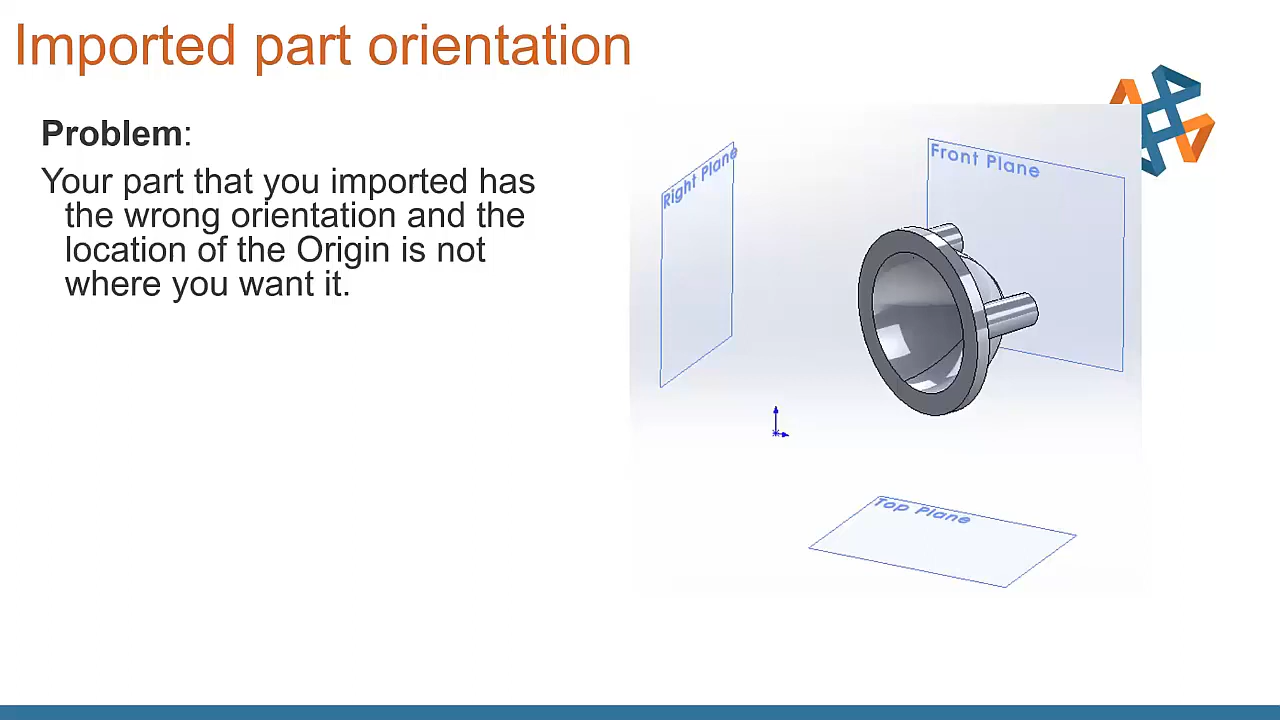 Imported part orientation
Problem:
Your part that you imported has
the wrong orientation and the
location of the Origin is not
where you want it.
Right Plane
Front Plane
Top Plane